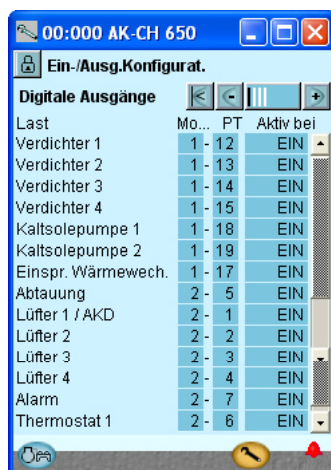 00:000 AK-CH 650
Ein-/Ausg.Konfigurat.
Digitale Ausgänge
Last Mo... PT Aktiv bei
Verdichter 1 1 - 12 EIN
Verdichter 2 1 - 13 EIN
Verdichter 3 1 - 14 EIN
Verdichter 4 1 - 15 EIN
Kaltsolepumpe 1 1 - 18 EIN
Kaltsolepumpe 2 1 - 19 EIN
Einspr. Wärmewech. 1 - 17 EIN
Abtauung 2 - 5 EIN
Lüfter 1 / AKD 2 - 1 EIN
Lüfter 2 2 - 2 EIN
Lüfter 3 2 - 3 EIN
Lüfter 4 2 - 4 EIN
Alarm 2 - 7 EIN
Thermostat 1 2 - 6 EIN